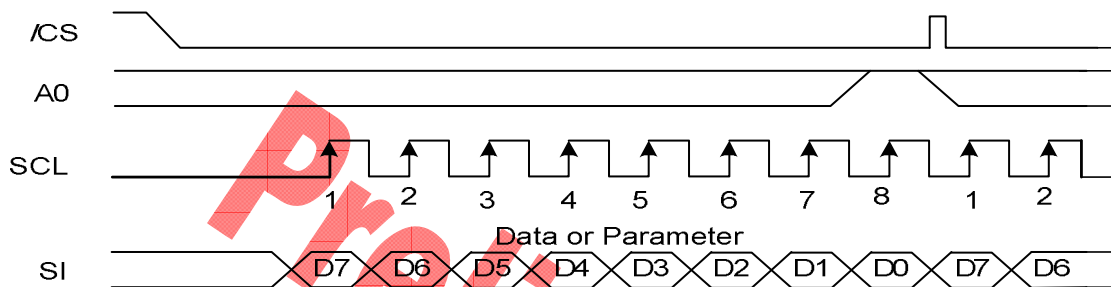 /CS
A0
SCL
1 2 3 4 5 6 7 8 1 2
Data or Parameter
SI D7 D6 D5 D4 D3 D2 D1 D0 D7 D6